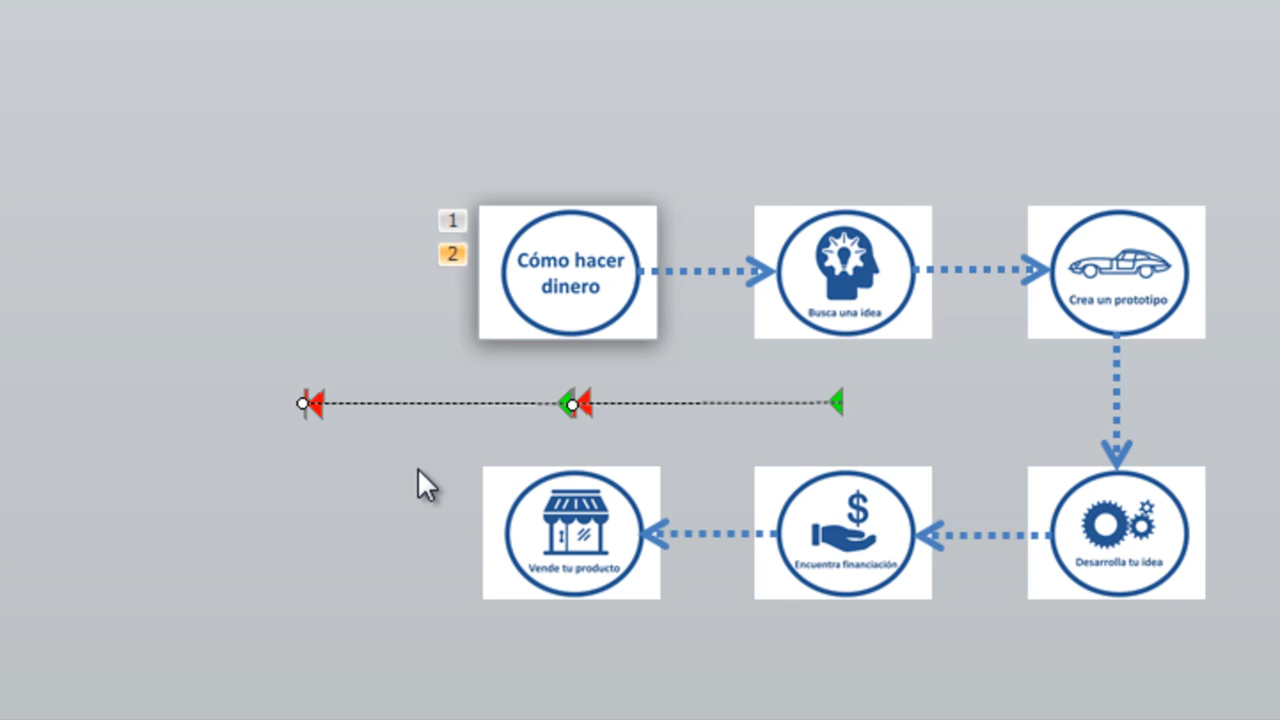 1
2
Cómo hacer
dinero
Busca una idea
Crea un prototipo
Vende tu producto
$
Encuentra financiación
Desarrolla tu idea